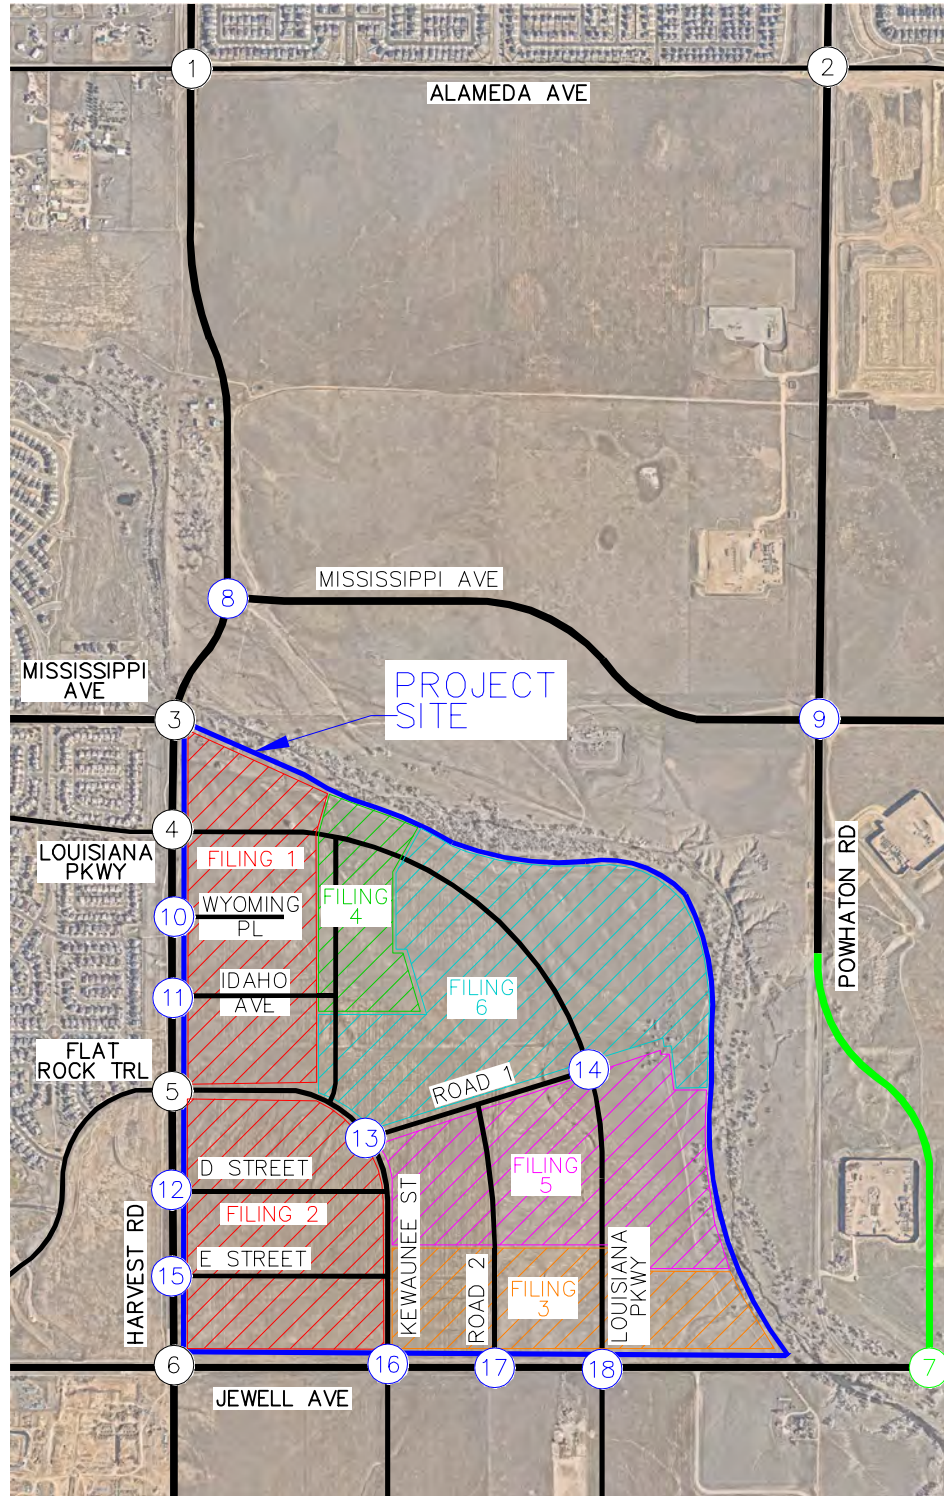 1
2
ALAMEDA AVE
8
MISSISSIPPI AVE
MISSISSIPPI
AVE
PROJECT
SITE
3
9
4
LOUISIANA
PKWY
FILING 1
FILING
4
WYOMING
PL
10
POWHATON RD
IDAHO
AVE
11
FILING
6
FLAT
ROCK TRL
5
ROAD 1
14
13
D STREET
12
FILING
5
FILING 2
KEWAUNEE ST
HARVEST RD
E STREET
15
ROAD 2
FILING
3
LOUISIANA
PKWY
6
16
17
18
7
JEWELL AVE